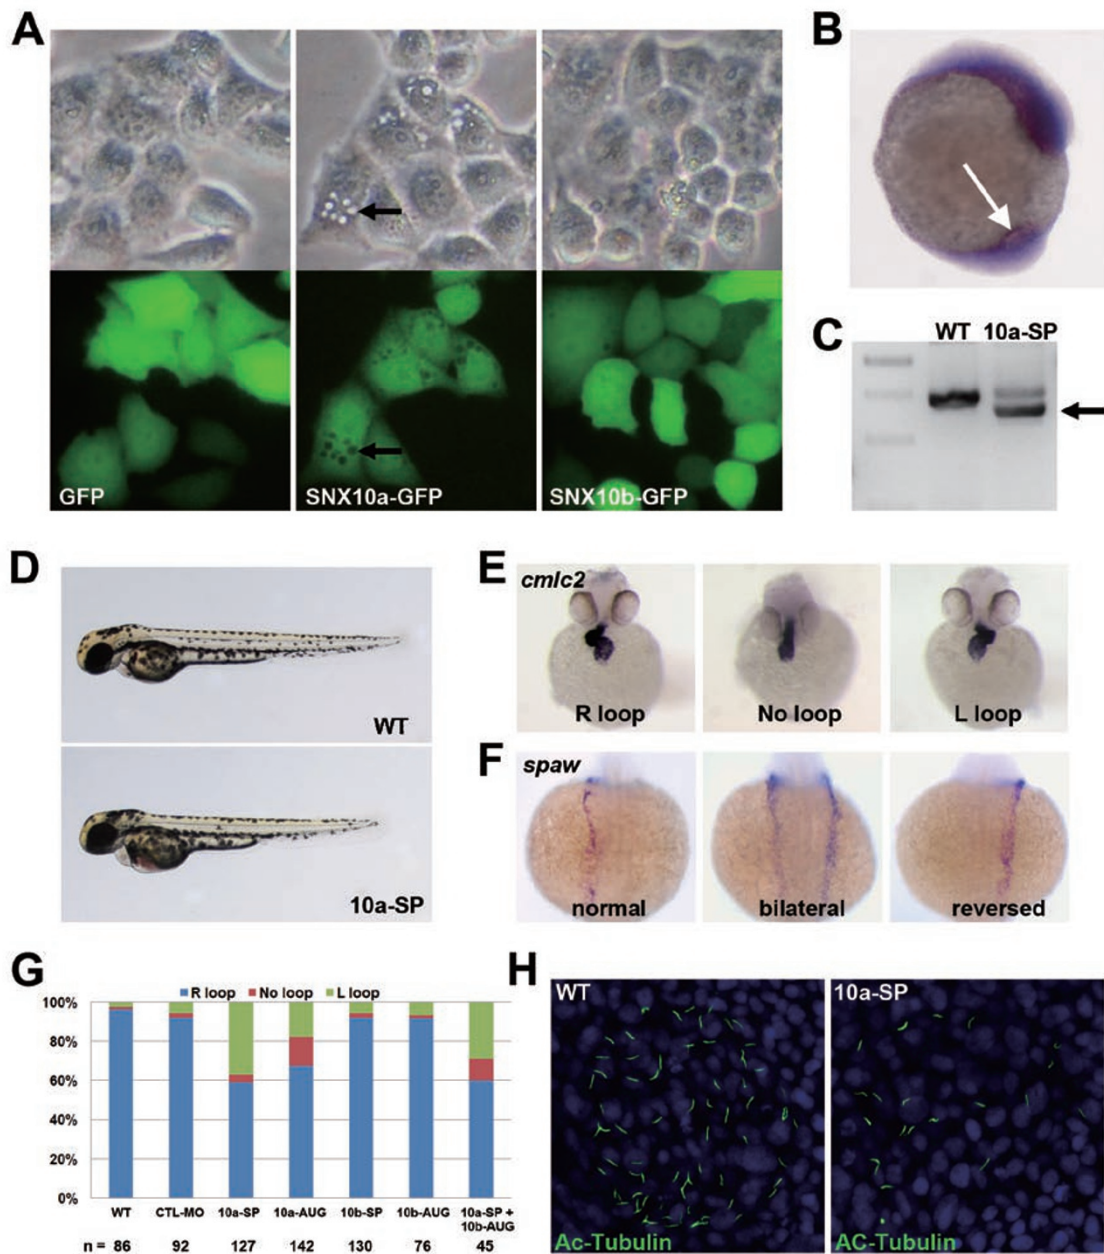 A
B
GFP
SNX10a-GFP
SNX10b-GFP
C
WT 10a-SP
D
WT
10a-SP
E
cmlc2
R loop
No loop
L loop
F
spaw
normal
bilateral
reversed
G
R loop No loop L loop
100%
80%
60%
40%
20%
0%
WT CTL-MO 10a-SP 10a-AUG 10b-SP 10b-AUG 10a-SP +
10b-AUG
n = 86 92 127 142 130 76 45
H
WT
10a-SP
Ac-Tubulin
AC-Tubulin